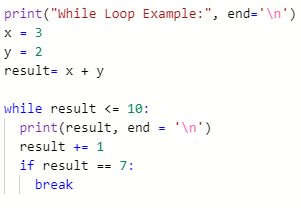 print("While Loop Example:", end='\n')
x = 3
y = 2
result= x + y

while result <= 10:
  print(result, end = '\n')
  result += 1
  if result == 7:
    break